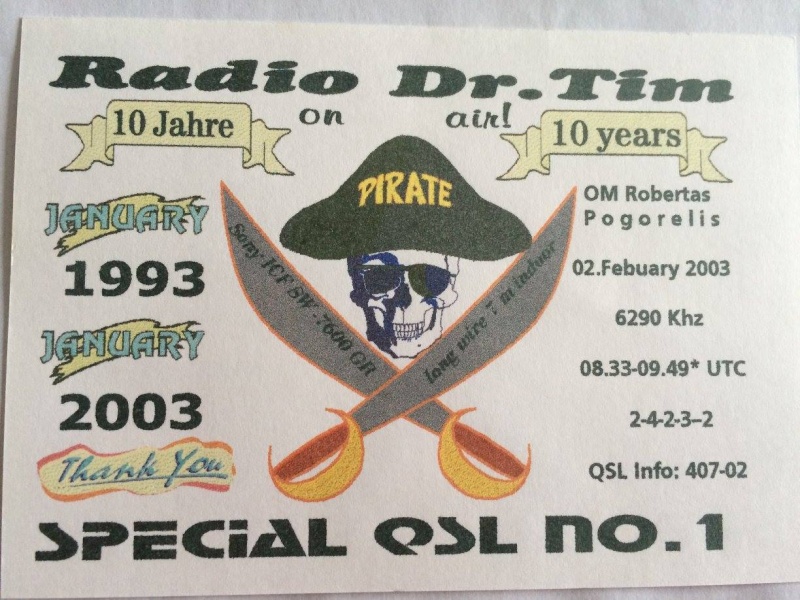 Radio Dr.Tim
on air!
10 Jahre
10 years
PIRATE
JANUARY
1993
JANUARY
2003
Thank You
Sony ICF SW - 7600 GR
long wire 7 m indoor
OM Robertas
Pogorelis
02.Febuary 2003
6290 Khz
08.33-09.49* UTC
2-4-2-3-2
QSL Info: 407-02
SPECiAL QSL NO.1